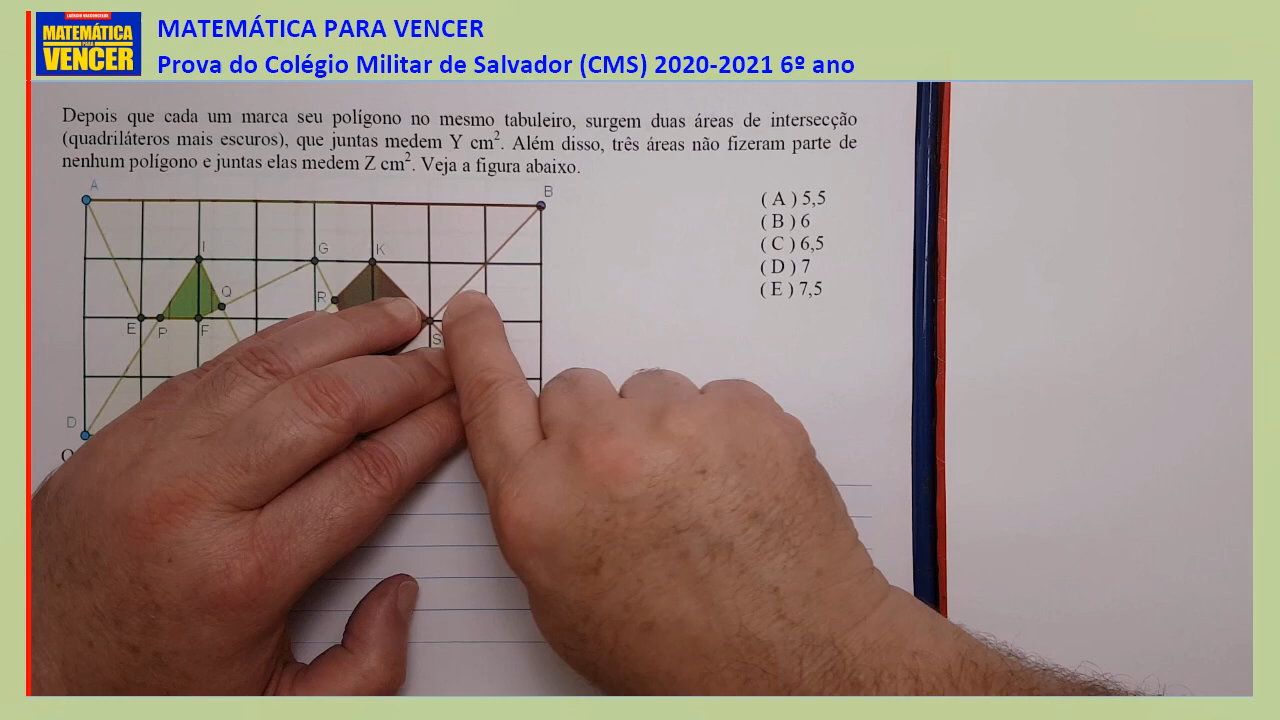 LAÉRCIO VASCONCELOS
MATEMÁTICA
PARA
VENCER
MATEMÁTICA PARA VENCER
Prova do Colégio Militar de Salvador (CMS) 2020-2021 6º ano
Depois que cada um marca seu polígono no mesmo tabuleiro, surgem duas áreas de intersecção
(quadriláteros mais escuros), que juntas medem Y cm². Além disso, três áreas não fizeram parte de
nenhum polígono e juntas elas medem Z cm². Veja a figura abaixo.
( A ) 5,5
( B ) 6
( C ) 6,5
( D ) 7
( E ) 7,5
A
B
I
G
K
Q
R
E
P
F
S
D